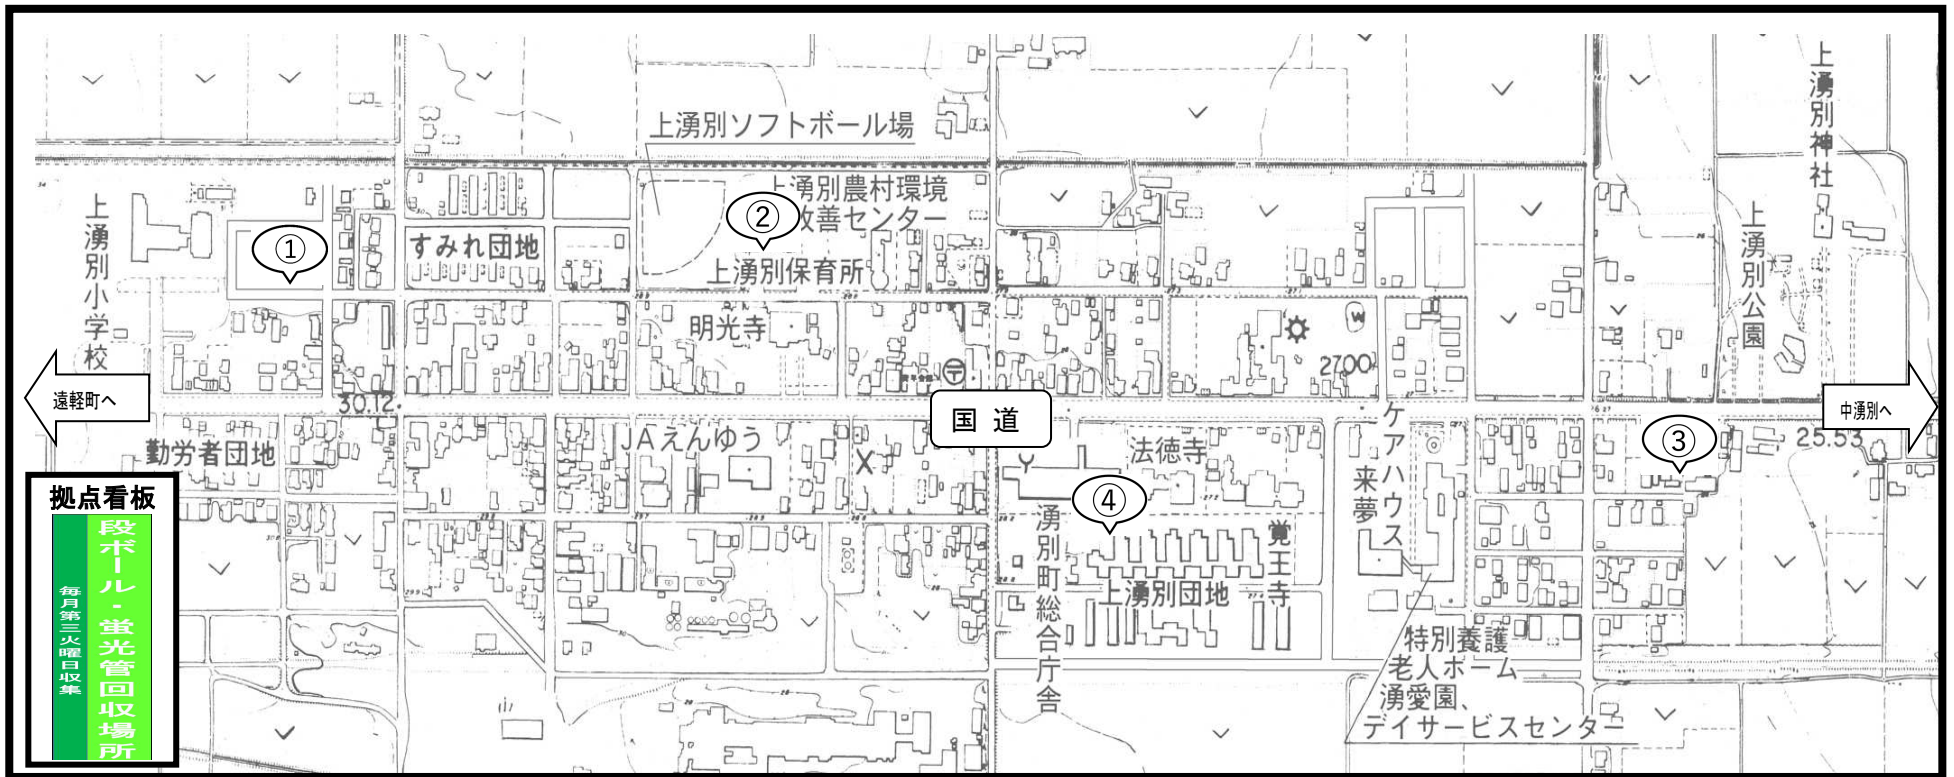 上湧別ソフトボール場
上湧別神社
上湧別小学校
①
すみれ団地
②
上湧別農村環境
改善センター
上湧別保育所
上湧別公園
明光寺
〒
W
27.00
遠軽町へ
30.12
国道
中湧別へ
勤労者団地
JAえんゆう
法徳寺
ケアハウス
来夢
③
25.53
④
湧別町総合庁舎
覚王寺
上湧別団地
特別養護
老人ホーム
湧愛園、
デイサービスセンター
拠点看板
段ボール・蛍光管回収場所
毎月第三火曜日収集